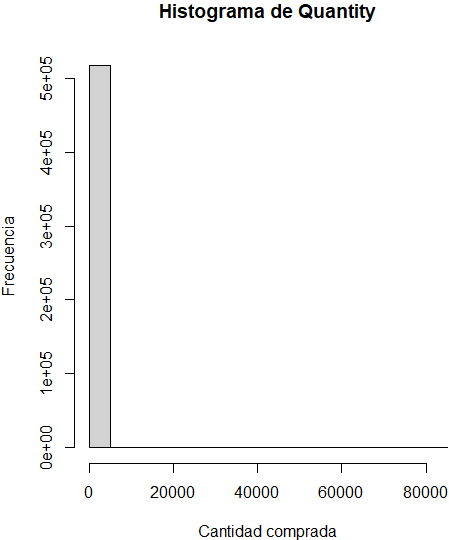 Histograma de Quantity
Frecuencia
5e+05
4e+05
3e+05
2e+05
1e+05
0e+00
0 20000 40000 60000 80000
Cantidad comprada